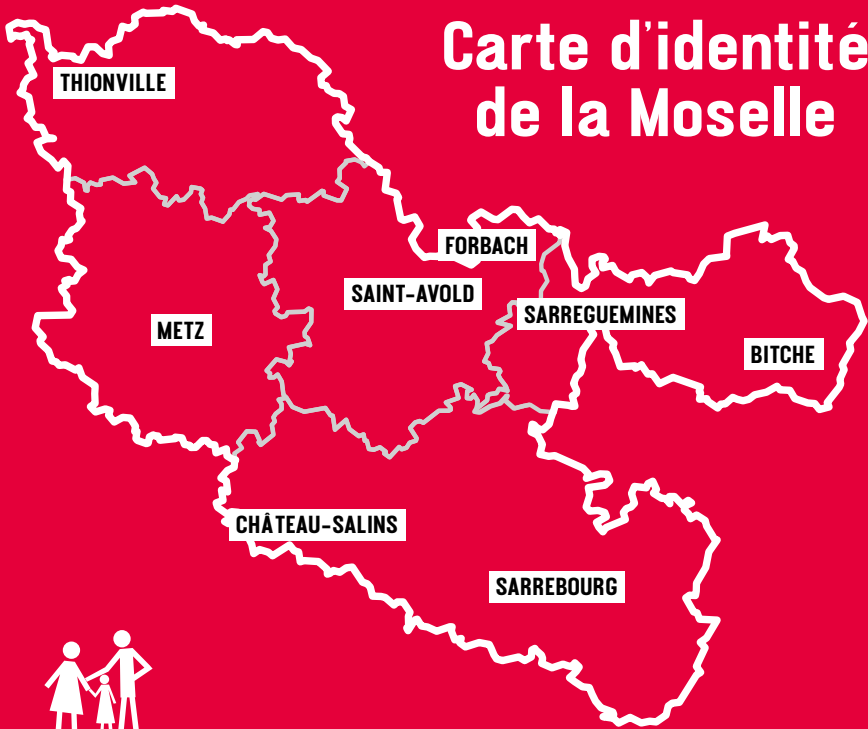 Carte d'identité
de la Moselle
THIONVILLE
FORBACH
SAINT-AVOLD
SARREGUEMINES
METZ
BITCHE
CHÂTEAU-SALINS
SARREBOURG